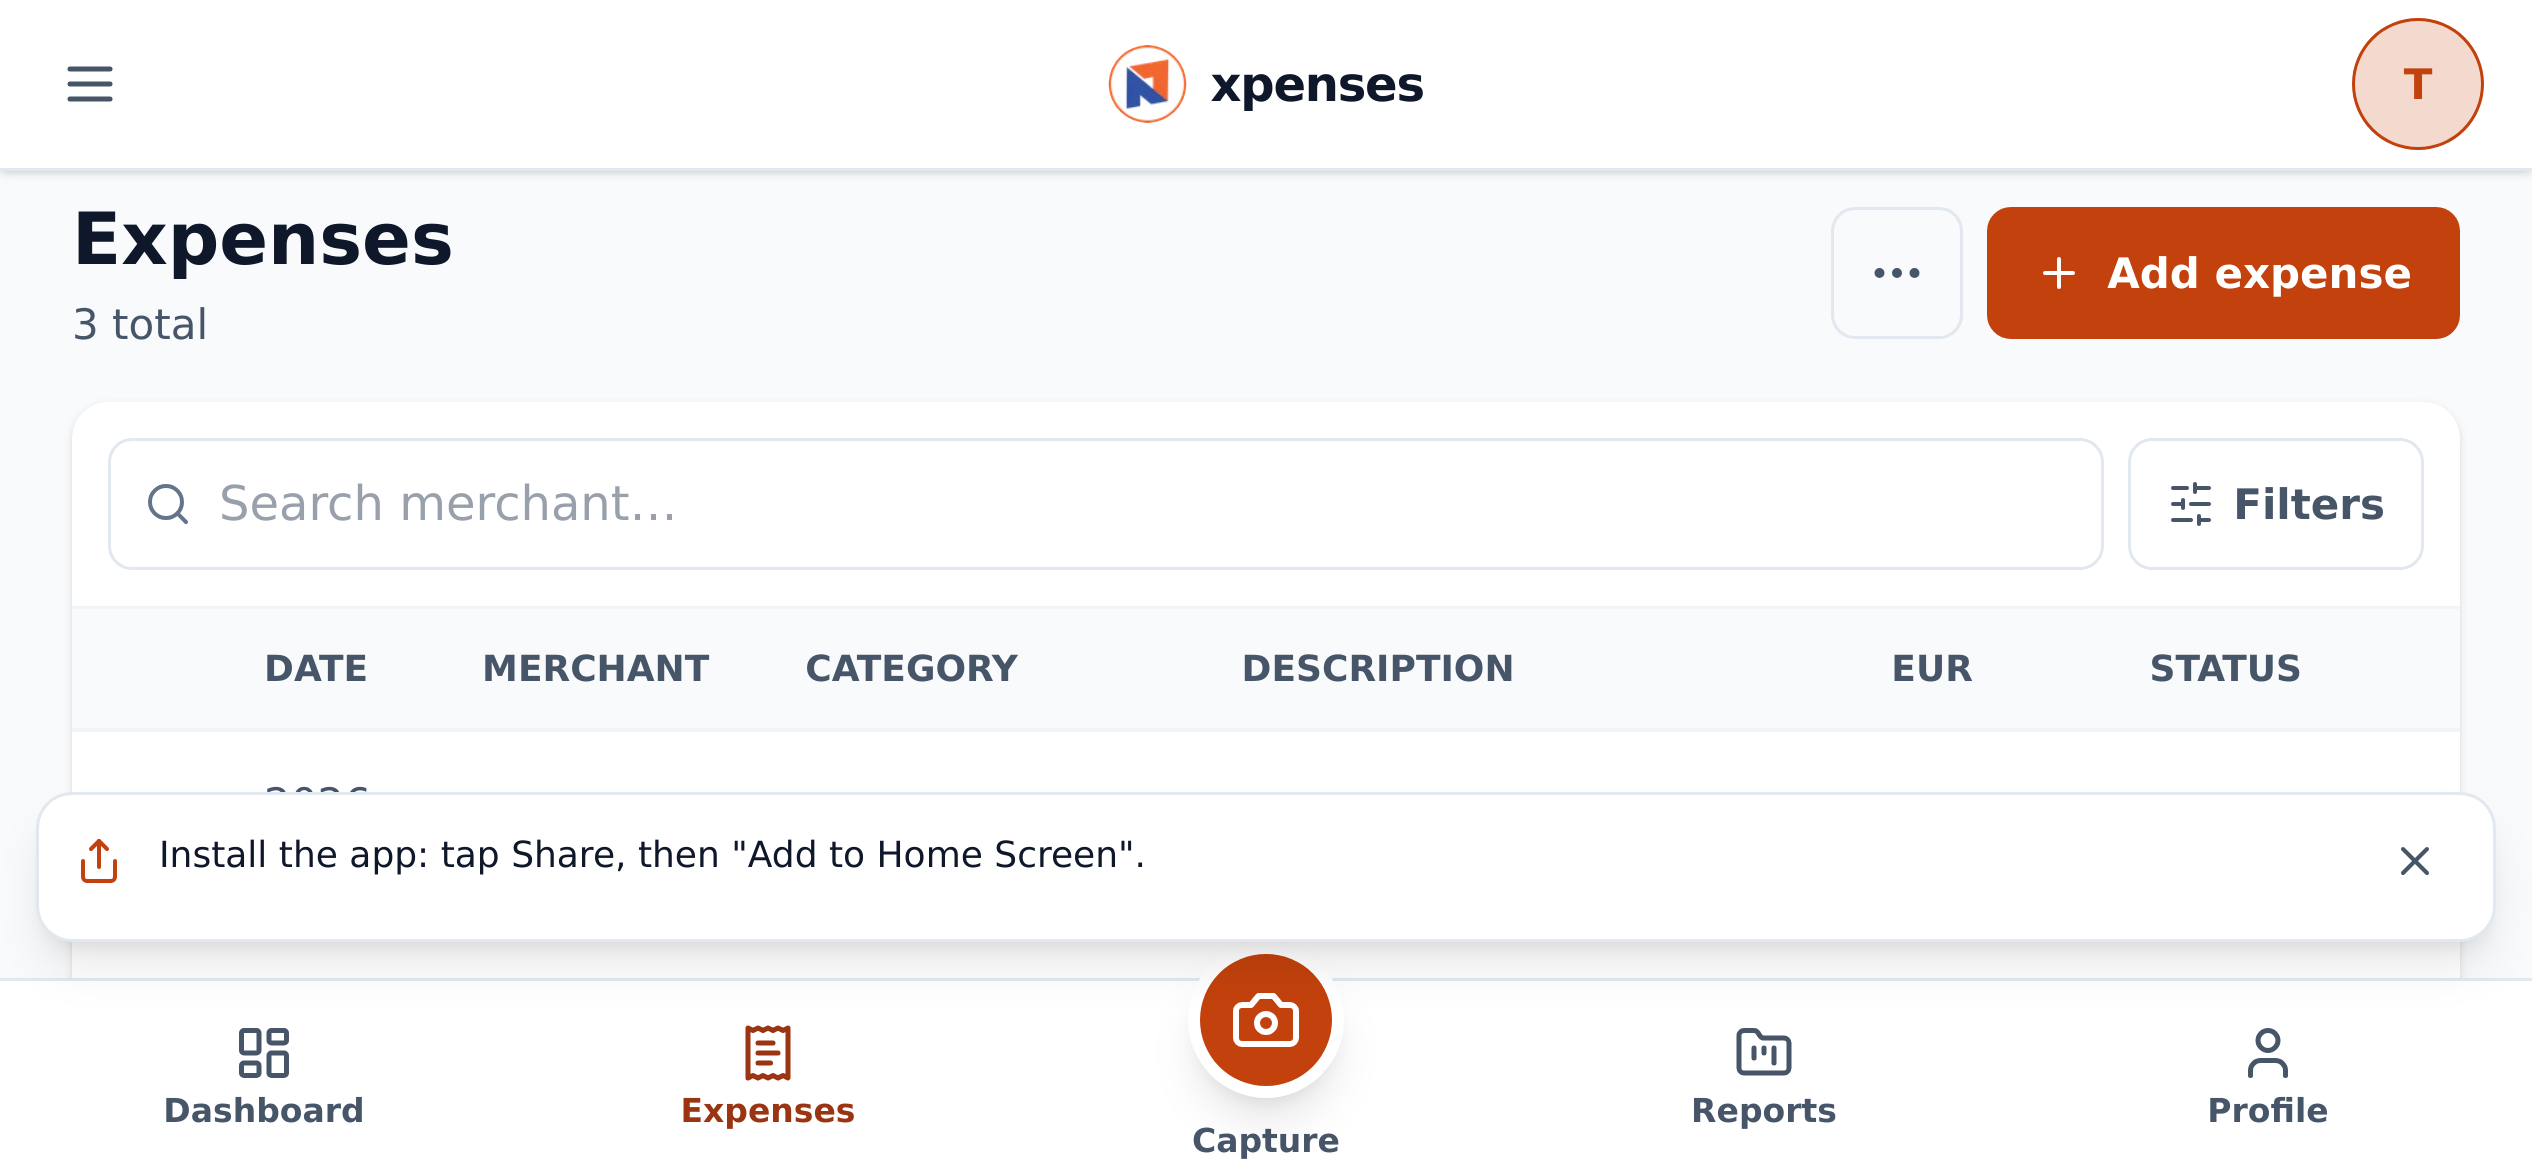 xpenses
T
Expenses
3 total
Add expense
Search merchant...
Filters
DATE MERCHANT CATEGORY DESCRIPTION EUR STATUS
Install the app: tap Share, then "Add to Home Screen".
Dashboard
Expenses
Capture
Reports
Profile